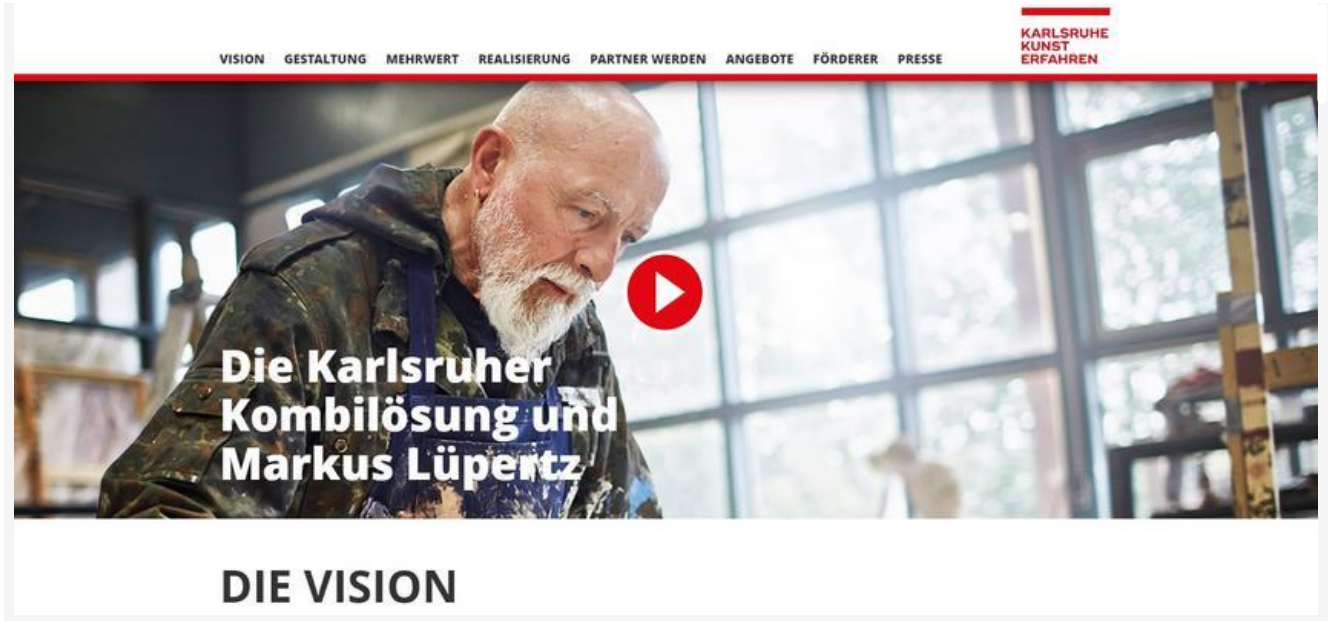 VISION GESTALTUNG MEHRWERT REALISIERUNG PARTNER WERDEN ANGEBOTE FÖRDERER PRESSE
KARLSRUHE
KUNST
ERFAHREN
Die Karlsruher
Kombilösung und
Markus Lüpertz
DIE VISION